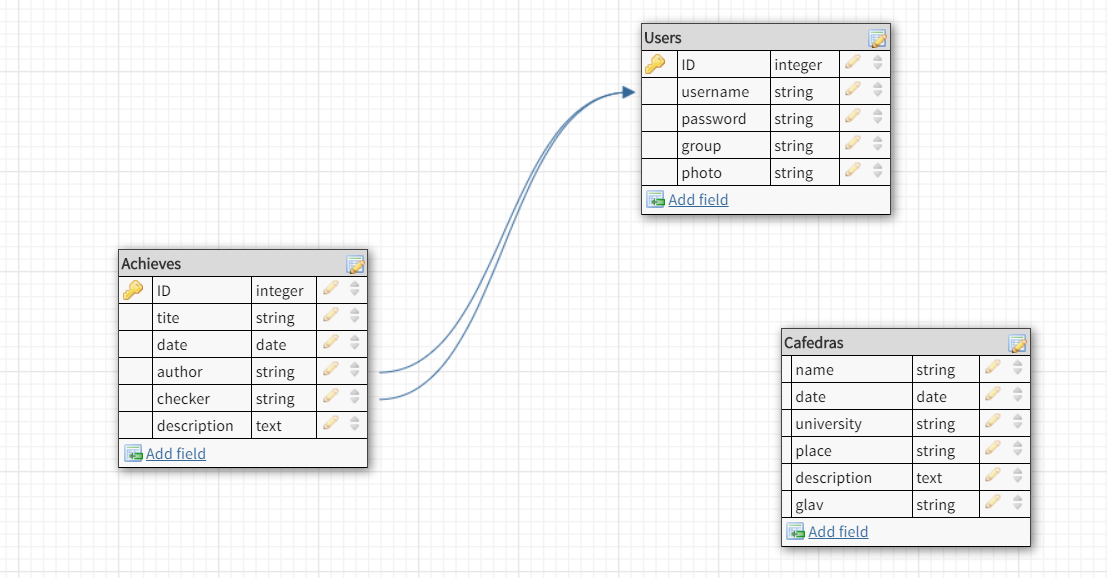 Users
ID integer
username string
password string
group string
photo string
Add field
Achieves
ID integer
tite string
date date
author string
checker string
description text
Add field
Cafedras
name string
date date
university string
place string
description text
glav string
Add field